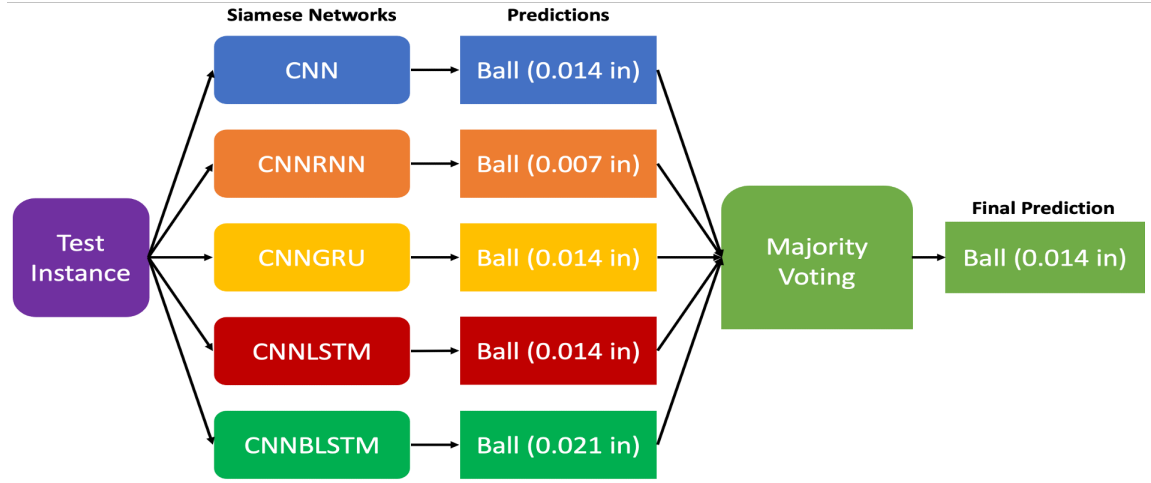 Siamese Networks
Predictions
CNN
Ball (0.014 in)
CNNRNN
Ball (0.007 in)
Test
Instance
CNNGRU
Ball (0.014 in)
Majority
Voting
Final Prediction
Ball (0.014 in)
CNNLSTM
Ball (0.014 in)
CNNBLSTM
Ball (0.021 in)